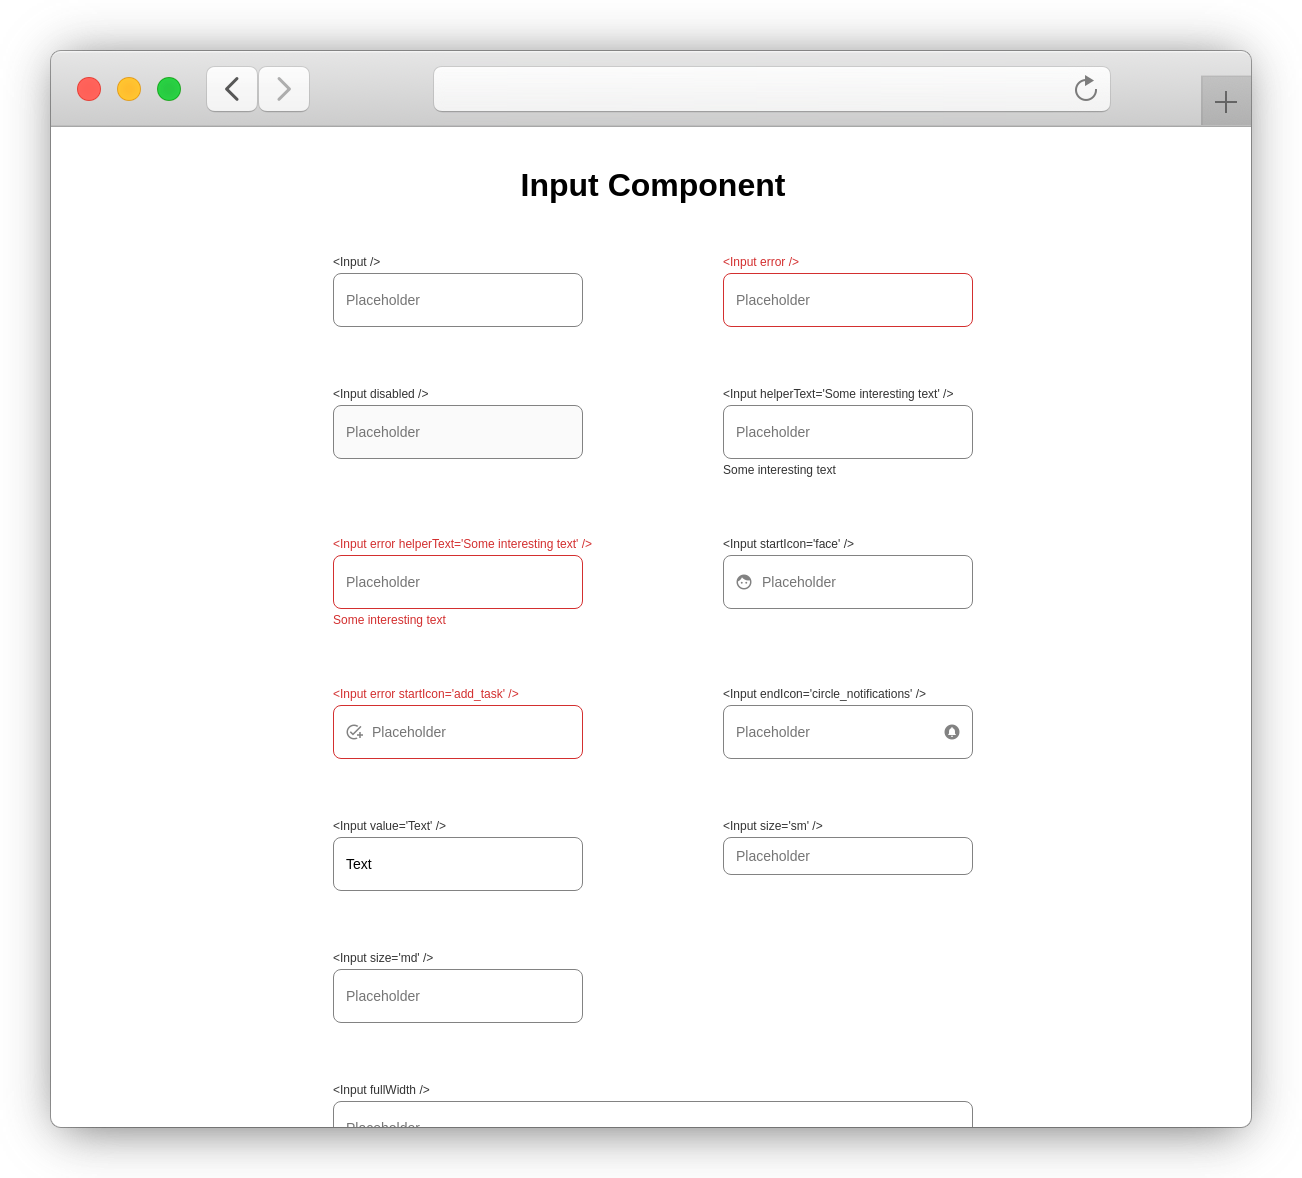 Input Component
<Input />
<Input error />
Placeholder
Placeholder
<Input disabled />
<Input helperText='Some interesting text' />
Placeholder
Placeholder
Some interesting text
<Input error helperText='Some interesting text' />
<Input startIcon='face' />
Placeholder
Placeholder
Some interesting text
<Input error startIcon='add_task' />
<Input endIcon='circle_notifications' />
Placeholder
Placeholder
<Input value='Text' />
<Input size='sm' />
Text
Placeholder
<Input size='md' />
Placeholder
<Input fullWidth />
Placeholder